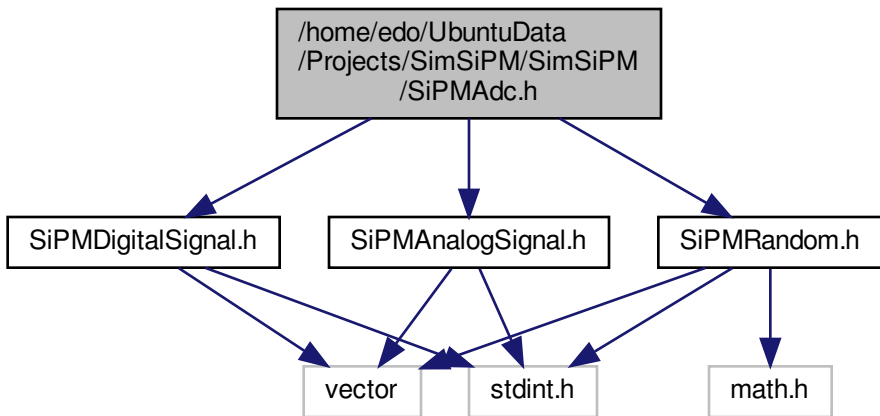 /home/edo/UbuntuData
/Projects/SimSiPM/SimSiPM
/SiPMAdc.h
SiPMDigitalSignal.h
SiPMAnalogSignal.h
SiPMRandom.h
vector
stdint.h
math.h